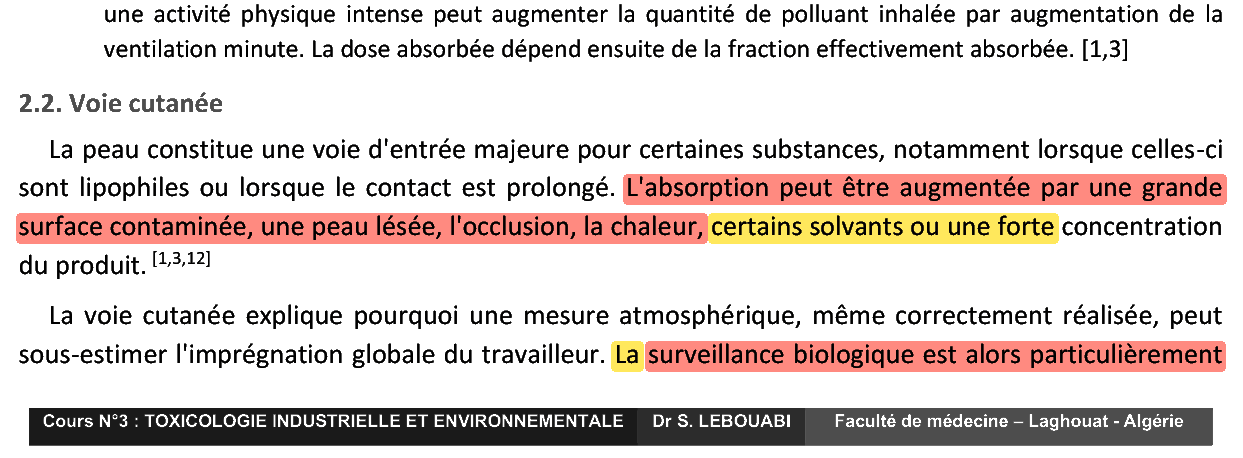 une activité physique intense peut augmenter la quantité de polluant inhalée par augmentation de la
ventilation minute. La dose absorbée dépend ensuite de la fraction effectivement absorbée. [1,3]
2.2. Voie cutanée
La peau constitue une voie d'entrée majeure pour certaines substances, notamment lorsque celles-ci
sont lipophiles ou lorsque le contact est prolongé. L'absorption peut être augmentée par une grande
surface contaminée, une peau lésée, l'occlusion, la chaleur, certains solvants ou une forte concentration
du produit. [1,3,12]
La voie cutanée explique pourquoi une mesure atmosphérique, même correctement réalisée, peut
sous-estimer l'imprégnation globale du travailleur. La surveillance biologique est alors particulièrement
Cours N°3 : TOXICOLOGIE INDUSTRIELLE ET ENVIRONNEMENTALE Dr S. LEBOUABI Faculté de médecine – Laghouat - Algérie